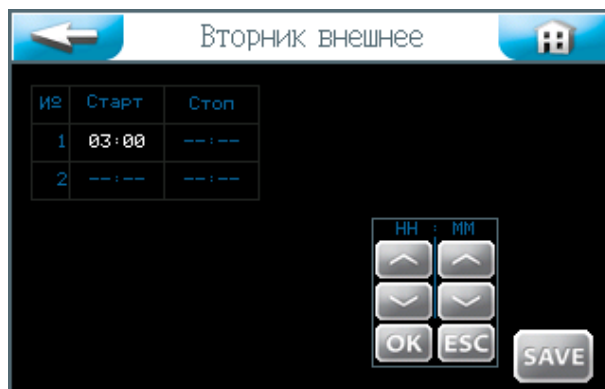 Вторник внешнее
№ Старт Стоп
1 03:00 --:--
2 --:-- --:--
HH : MM
OK ESC
SAVE